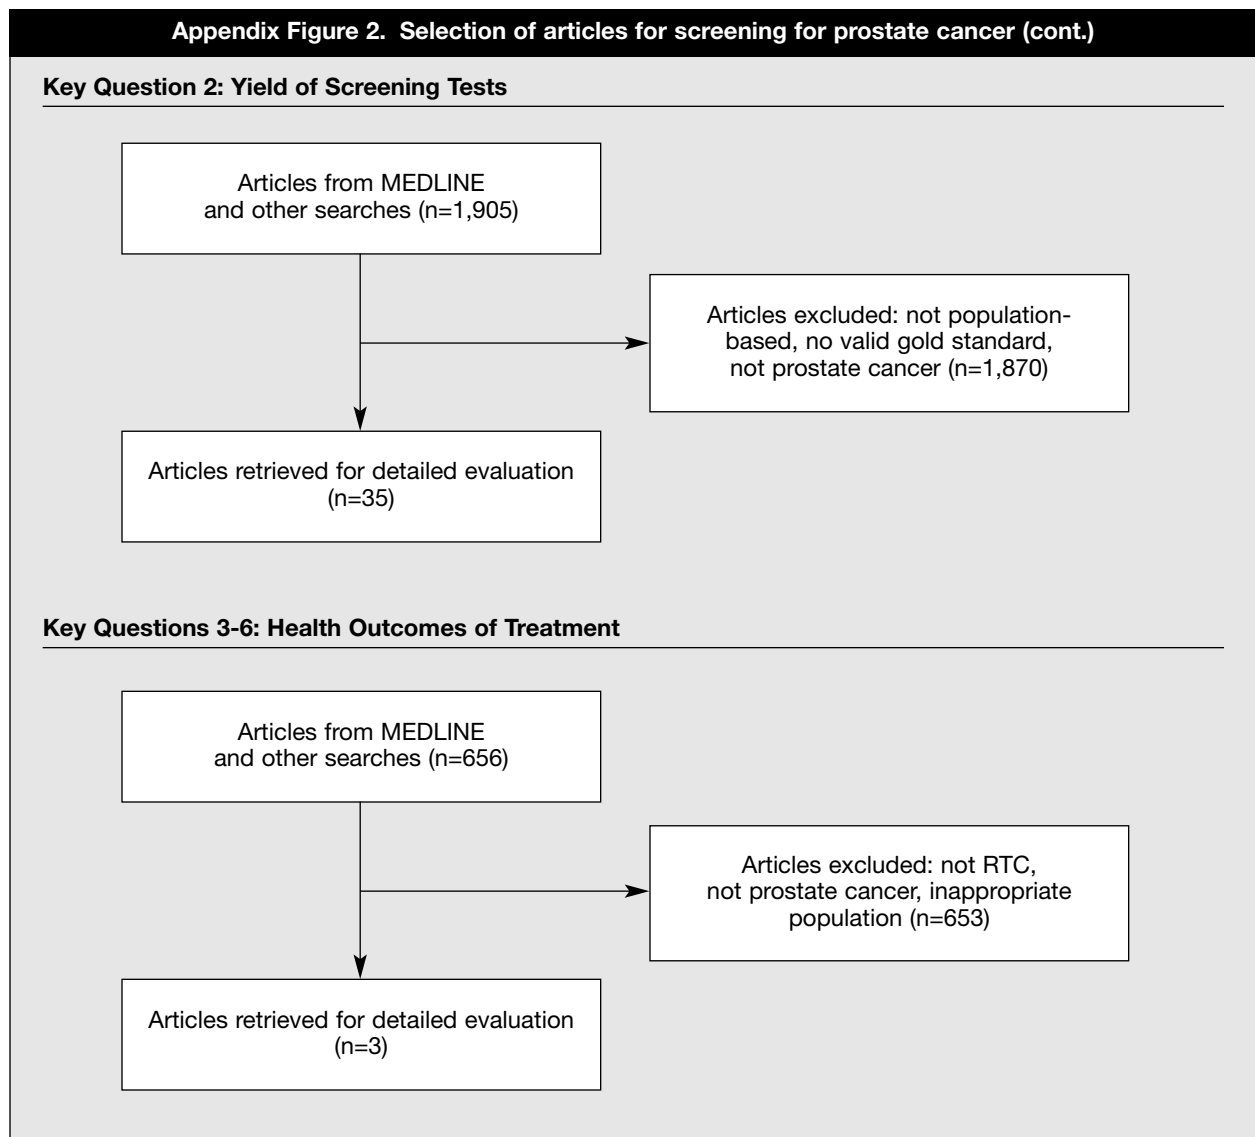 Appendix Figure 2. Selection of articles for screening for prostate cancer (cont.)
Key Question 2: Yield of Screening Tests
Articles from MEDLINE
and other searches (n=1,905)
Articles excluded: not population-
based, no valid gold standard,
not prostate cancer (n=1,870)
Articles retrieved for detailed evaluation
(n=35)
Key Questions 3-6: Health Outcomes of Treatment
Articles from MEDLINE
and other searches (n=656)
Articles excluded: not RTC,
not prostate cancer, inappropriate
population (n=653)
Articles retrieved for detailed evaluation
(n=3)